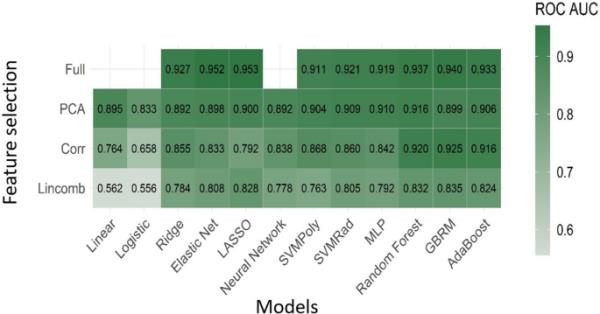 ROC AUC
Full 0.927 0.952 0.953 0.911 0.921 0.919 0.937 0.940 0.933
PCA 0.895 0.833 0.892 0.898 0.900 0.892 0.904 0.909 0.910 0.916 0.899 0.906
Corr 0.764 0.658 0.855 0.833 0.792 0.838 0.868 0.860 0.842 0.920 0.925 0.916
Lincomb 0.562 0.556 0.784 0.808 0.828 0.778 0.763 0.805 0.792 0.832 0.835 0.824
Feature selection
Linear
Logistic
Ridge
Elastic Net
LASSO
Neural Network
SVMPoly
SVMRad
MLP
Random Forest
GBRM
AdaBoost
Models
0.9
0.8
0.7
0.6